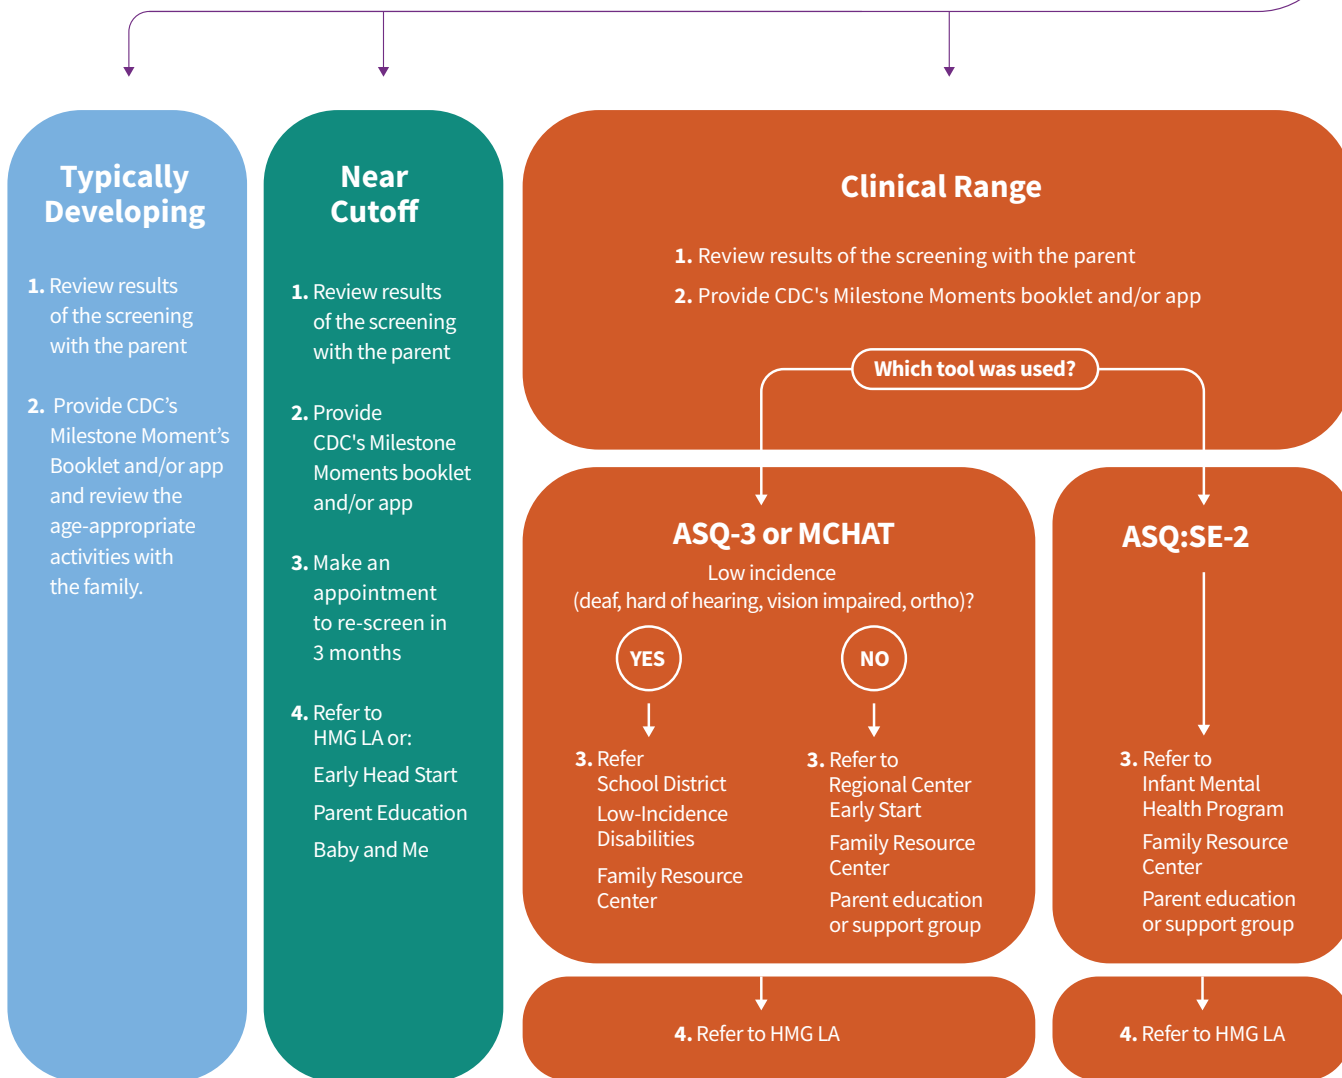 Typically
Developing
1. Review results
of the screening
with the parent
2. Provide CDC’s
Milestone Moment’s
Booklet and/or app
and review the
age-appropriate
activities with
the family.
Near
Cutoff
1. Review results
of the screening
with the parent
2. Provide
CDC's Milestone
Moments booklet
and/or app
3. Make an
appointment
to re-screen in
3 months
4. Refer to
HMG LA or:
Early Head Start
Parent Education
Baby and Me
Clinical Range
1. Review results of the screening with the parent
2. Provide CDC's Milestone Moments booklet and/or app
Which tool was used?
ASQ-3 or MCHAT
Low incidence
(deaf, hard of hearing, vision impaired, ortho)?
YES
3. Refer
School District
Low-Incidence
Disabilities
Family Resource
Center
NO
3. Refer to
Regional Center
Early Start
Family Resource
Center
Parent education
or support group
4. Refer to HMG LA
ASQ:SE-2
3. Refer to
Infant Mental
Health Program
Family Resource
Center
Parent education
or support group
4. Refer to HMG LA